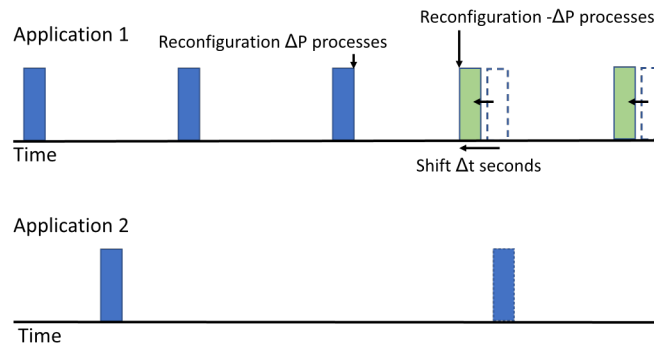 Reconfiguration -ΔP processes
Application 1
Reconfiguration ΔP processes
Time
Shift Δt seconds
Application 2
Time